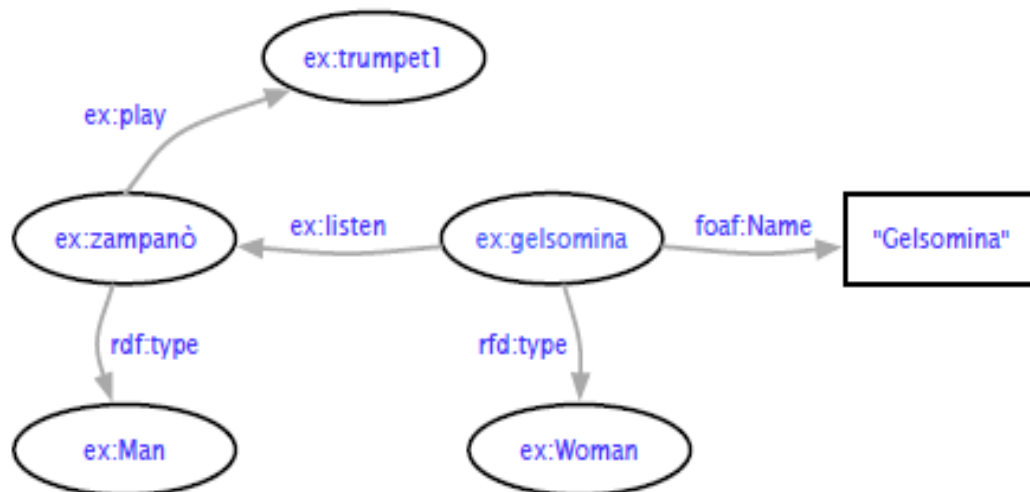 ex:trumpet1
ex:play
ex:zampanò
ex:listen
ex:gelsomina
foaf:Name
"Gelsomina"
rdf:type
rfd:type
ex:Man
ex:Woman